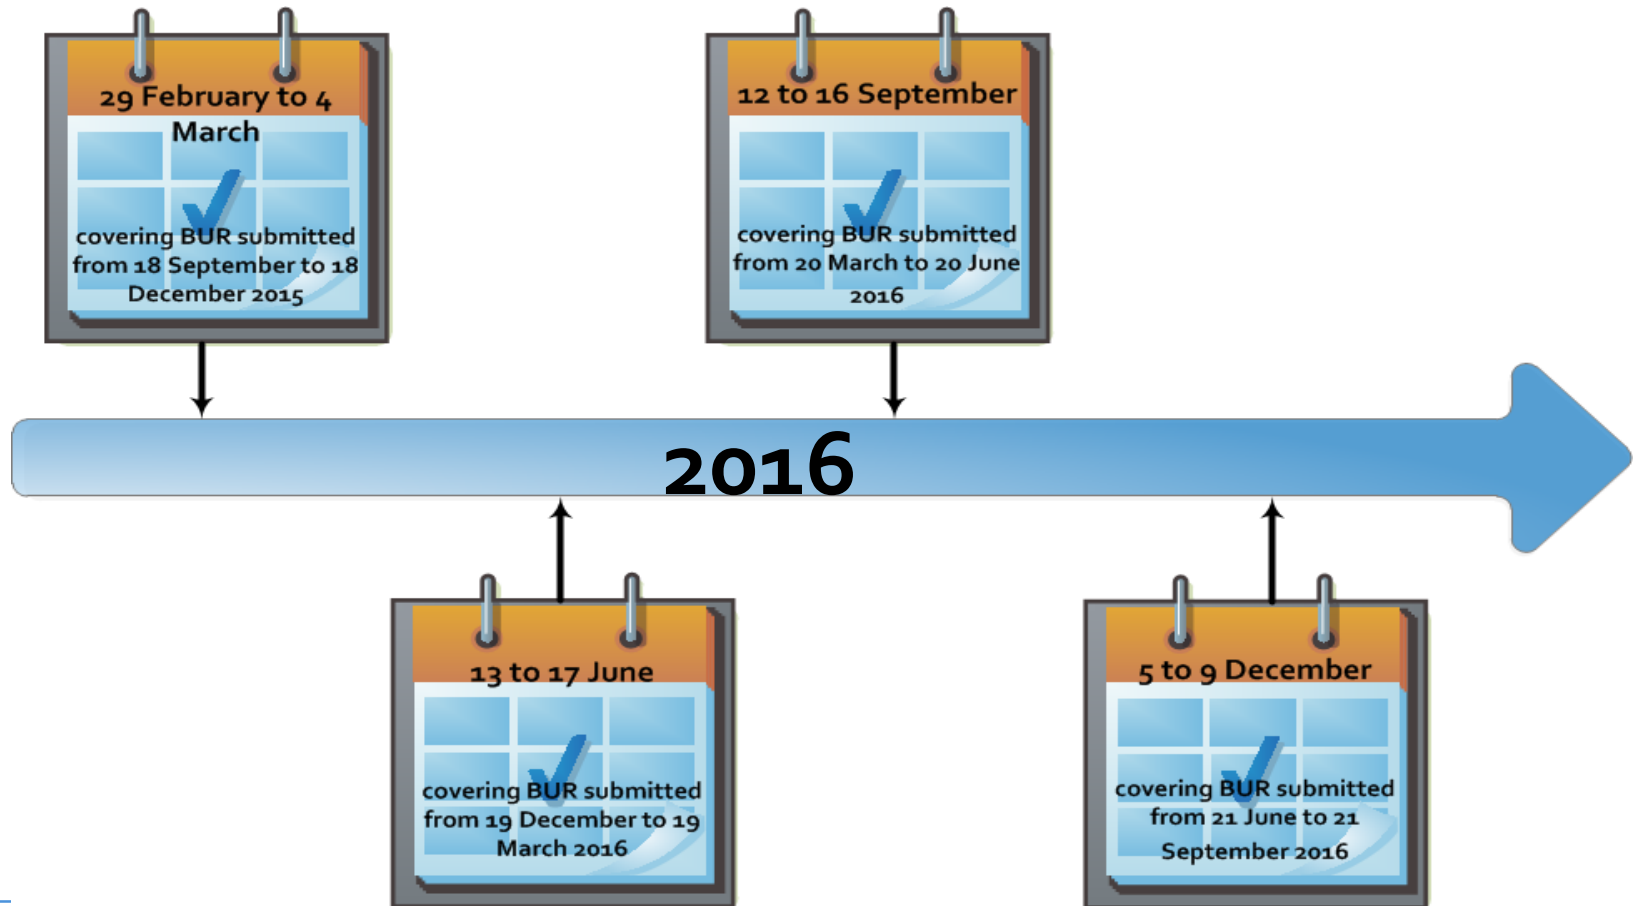 29 February to 4
March
covering BUR submitted
from 18 September to 18
December 2015
12 to 16 September
covering BUR submitted
from 20 March to 20 June
2016
2016
13 to 17 June
covering BUR submitted
from 19 December to 19
March 2016
5 to 9 December
covering BUR submitted
from 21 June to 21
September 2016